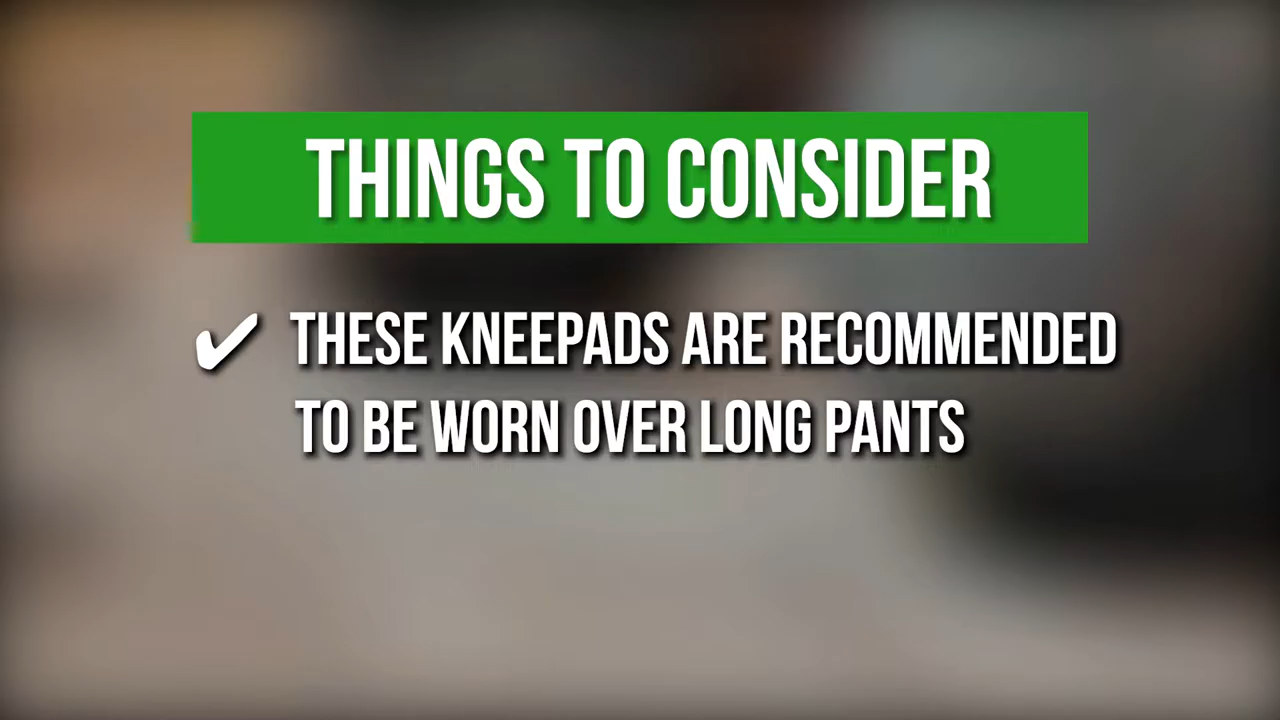 THINGS TO CONSIDER
✔ THESE KNEEPADS ARE RECOMMENDED
TO BE WORN OVER LONG PANTS